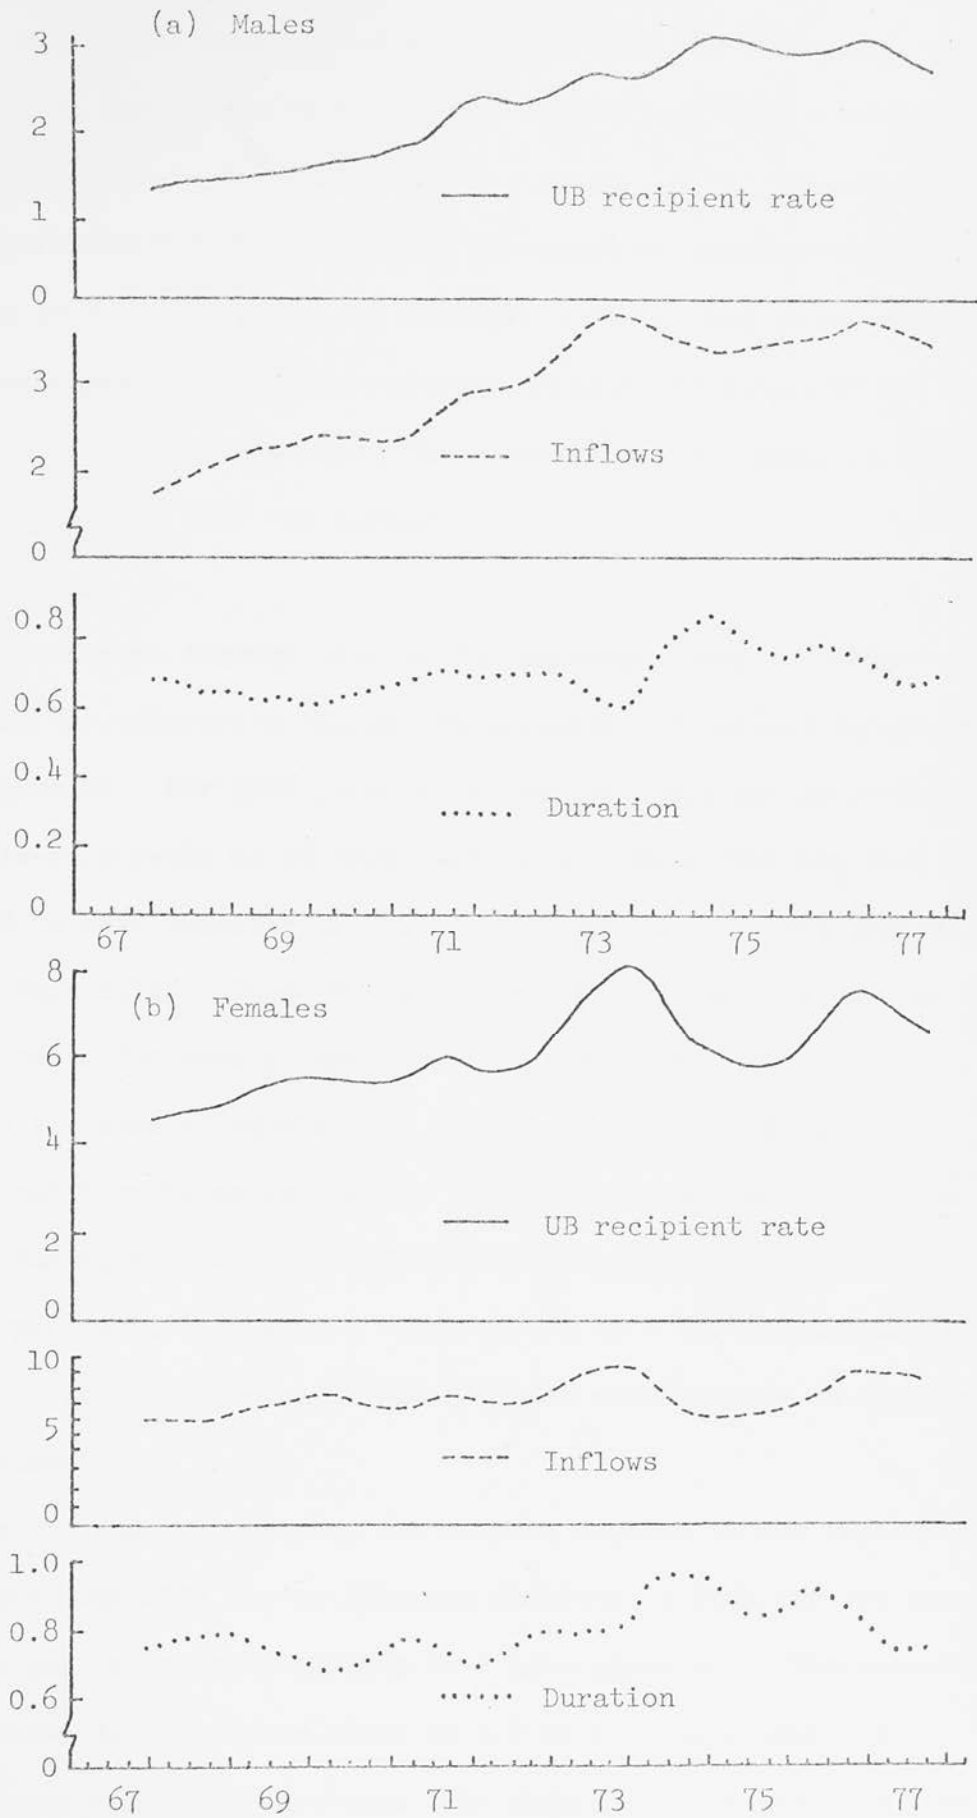 (a) Males
3
2
1
0
UB recipient rate
3
2
0
Inflows
0.8
0.6
0.4
0.2
0
Duration
67 69 71 73 75 77
(b) Females
8
6
4
2
0
UB recipient rate
10
5
0
Inflows
1.0
0.8
0.6
0
Duration
67 69 71 73 75 77